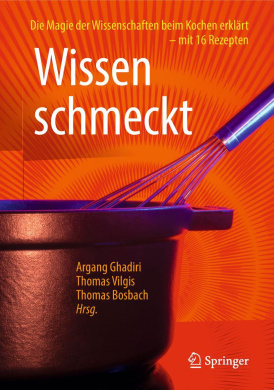 Die Magie der Wissenschaften beim Kochen erklärt
– mit 16 Rezepten
Wissen
schmeckt
Argang Ghadiri
Thomas Vilgis
Thomas Bosbach
Hrsg.
Springer